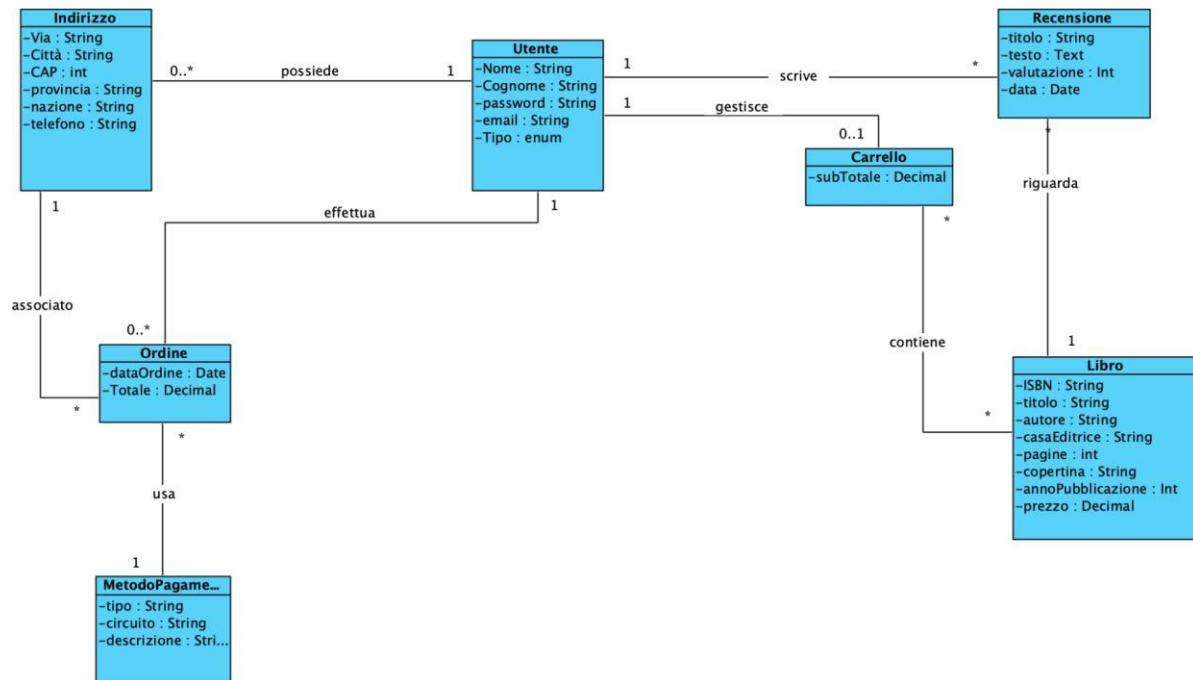 Indirizzo
-Via : String
-Città : String
-CAP : int
-provincia : String
-nazione : String
-telefono : String
0..*
possiede
1
Utente
-Nome : String
-Cognome : String
-password : String
-email : String
-Tipo : enum
1
scrive
*
Recensione
-titolo : String
-testo : Text
-valutazione : Int
-data : Date
1
gestisce
0..1
Carrello
-subTotale : Decimal
*
riguarda
1
effettua
1
*
associato
0..*
Ordine
-dataOrdine : Date
-Totale : Decimal
*
*
contiene
*
1
Libro
-ISBN : String
-titolo : String
-autore : String
-casaEditrice : String
-pagine : int
-copertina : String
-annoPubblicazione : Int
-prezzo : Decimal
usa
1
MetodoPagame...
-tipo : String
-circuito : String
-descrizione : Stri...